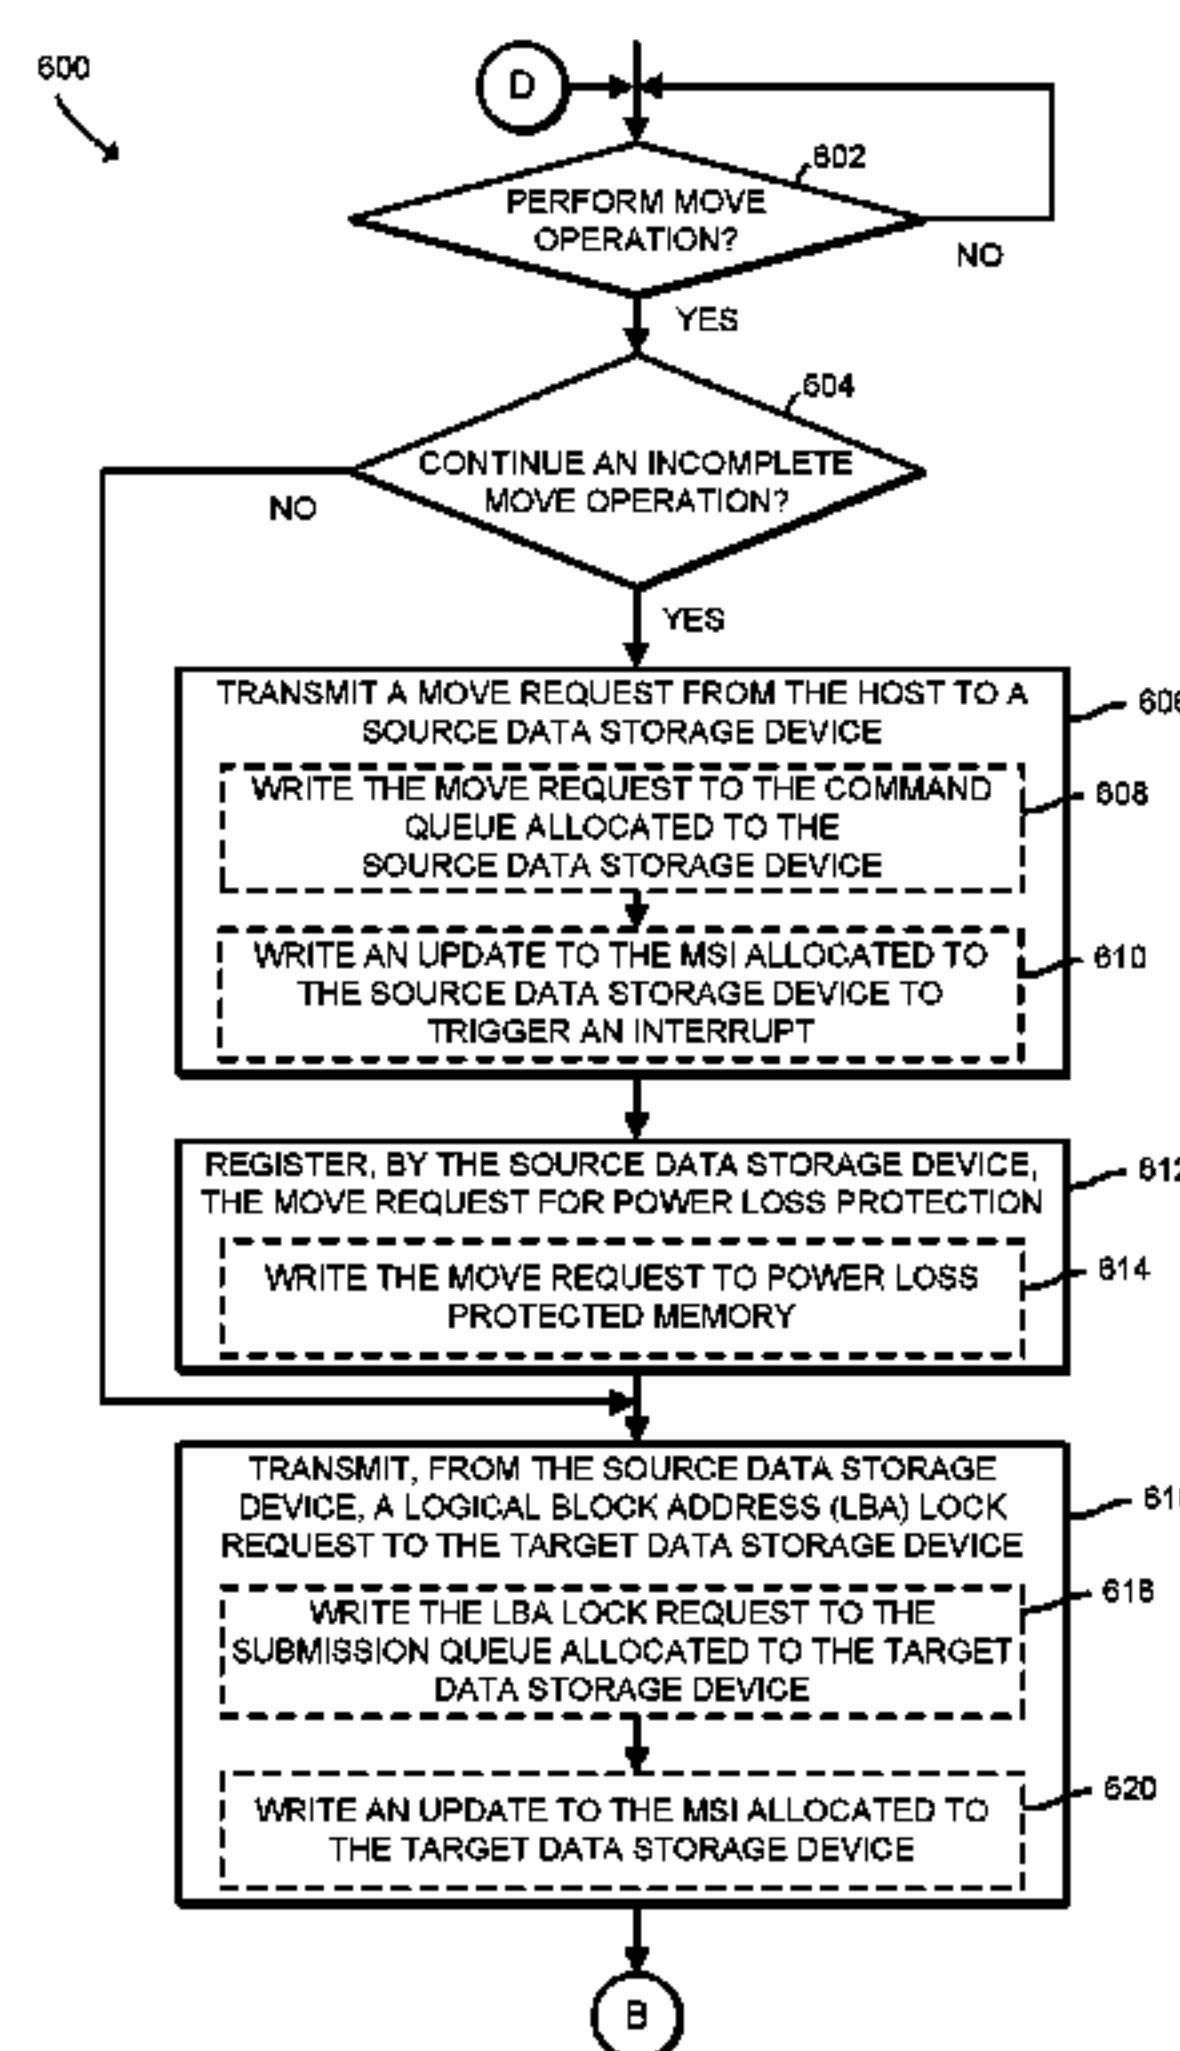 600
D
602
PERFORM MOVE
OPERATION?
NO
YES
604
CONTINUE AN INCOMPLETE
MOVE OPERATION?
NO
YES
TRANSMIT A MOVE REQUEST FROM THE HOST TO A
SOURCE DATA STORAGE DEVICE
606
WRITE THE MOVE REQUEST TO THE COMMAND
QUEUE ALLOCATED TO THE
SOURCE DATA STORAGE DEVICE
608
WRITE AN UPDATE TO THE MSI ALLOCATED TO
THE SOURCE DATA STORAGE DEVICE TO
TRIGGER AN INTERRUPT
610
REGISTER, BY THE SOURCE DATA STORAGE DEVICE,
THE MOVE REQUEST FOR POWER LOSS PROTECTION
612
WRITE THE MOVE REQUEST TO POWER LOSS
PROTECTED MEMORY
614
TRANSMIT, FROM THE SOURCE DATA STORAGE
DEVICE, A LOGICAL BLOCK ADDRESS (LBA) LOCK
REQUEST TO THE TARGET DATA STORAGE DEVICE
WRITE THE LBA LOCK REQUEST TO THE
SUBMISSION QUEUE ALLOCATED TO THE TARGET
DATA STORAGE DEVICE
618
WRITE AN UPDATE TO THE MSI ALLOCATED TO
THE TARGET DATA STORAGE DEVICE
620
B